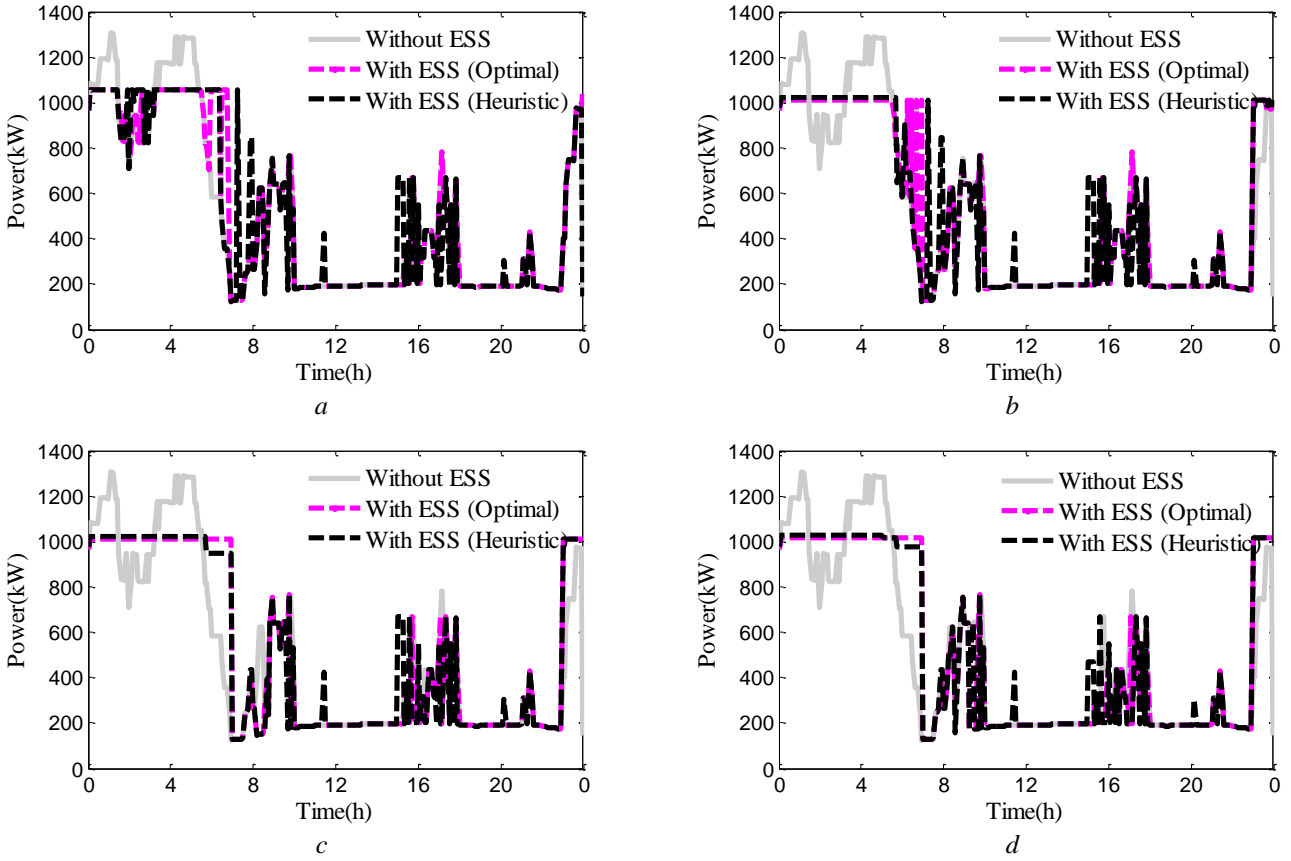 1400
1200
1000
800
600
400
200
0
Power(kW)
Without ESS
With ESS (Optimal)
With ESS (Heuristic)
0 4 8 12 16 20 0
Time(h)
a
1400
1200
1000
800
600
400
200
0
Power(kW)
Without ESS
With ESS (Optimal)
With ESS (Heuristic)
0 4 8 12 16 20 0
Time(h)
b
1400
1200
1000
800
600
400
200
0
Power(kW)
Without ESS
With ESS (Optimal)
With ESS (Heuristic)
0 4 8 12 16 20 0
Time(h)
c
1400
1200
1000
800
600
400
200
0
Power(kW)
Without ESS
With ESS (Optimal)
With ESS (Heuristic)
0 4 8 12 16 20 0
Time(h)
d